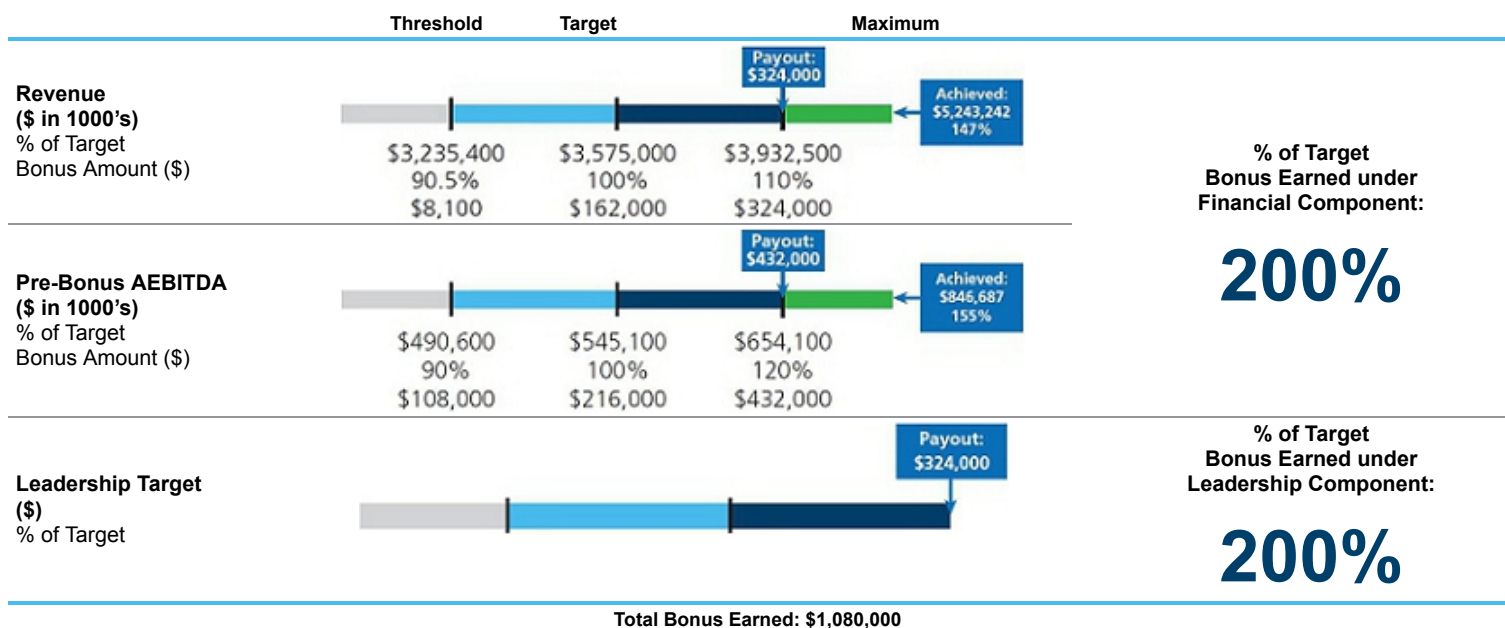 Threshold Target Maximum
Payout:
$324,000
Revenue
($ in 1000’s)
% of Target
Bonus Amount ($)
Achieved:
$5,243,242
147%
$3,235,400 $3,575,000 $3,932,500
90.5% 100% 110%
$8,100 $162,000 $324,000
% of Target
Bonus Earned under
Financial Component:
200%
Payout:
$432,000
Pre-Bonus AEBITDA
($ in 1000’s)
% of Target
Bonus Amount ($)
Achieved:
$846,687
155%
$490,600 $545,100 $654,100
90% 100% 120%
$108,000 $216,000 $432,000
Payout:
$324,000
Leadership Target
($)
% of Target
% of Target
Bonus Earned under
Leadership Component:
200%
Total Bonus Earned: $1,080,000